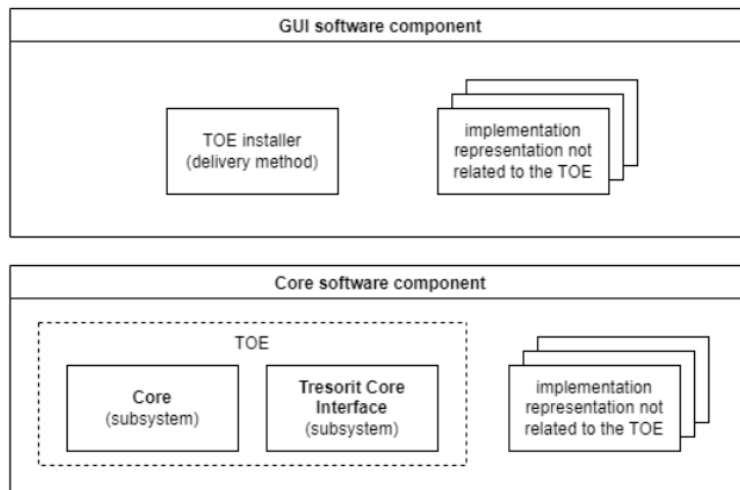 GUI software component
TOE installer
(delivery method)
implementation
representation not
related to the TOE
Core software component
TOE
Core
(subsystem)
Tresorit Core
Interface
(subsystem)
implementation
representation not
related to the TOE